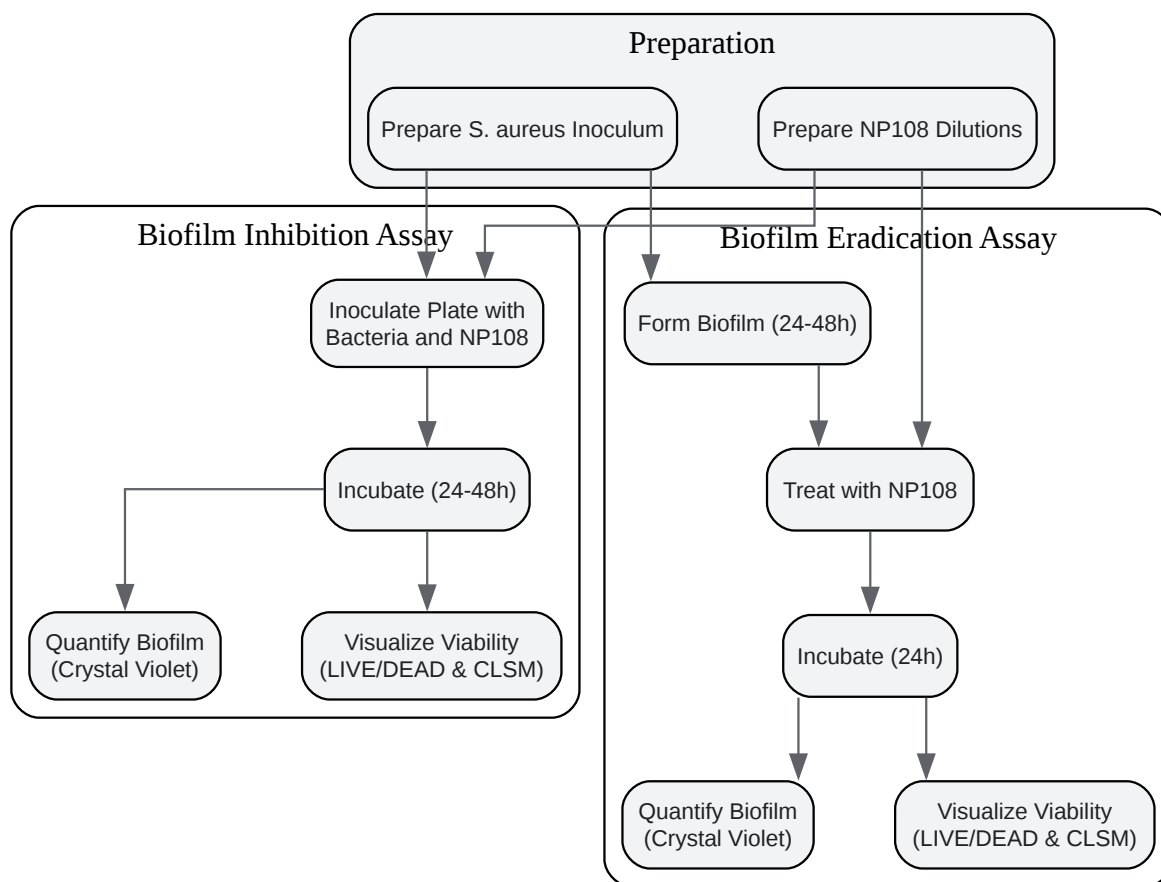 Preparation
Prepare S. aureus Inoculum
Prepare NP108 Dilutions
Biofilm Inhibition Assay
Inoculate Plate with
Bacteria and NP108
Incubate (24-48h)
Quantify Biofilm
(Crystal Violet)
Visualize Viability
(LIVE/DEAD & CLSM)
Biofilm Eradication Assay
Form Biofilm (24-48h)
Treat with NP108
Incubate (24h)
Quantify Biofilm
(Crystal Violet)
Visualize Viability
(LIVE/DEAD & CLSM)